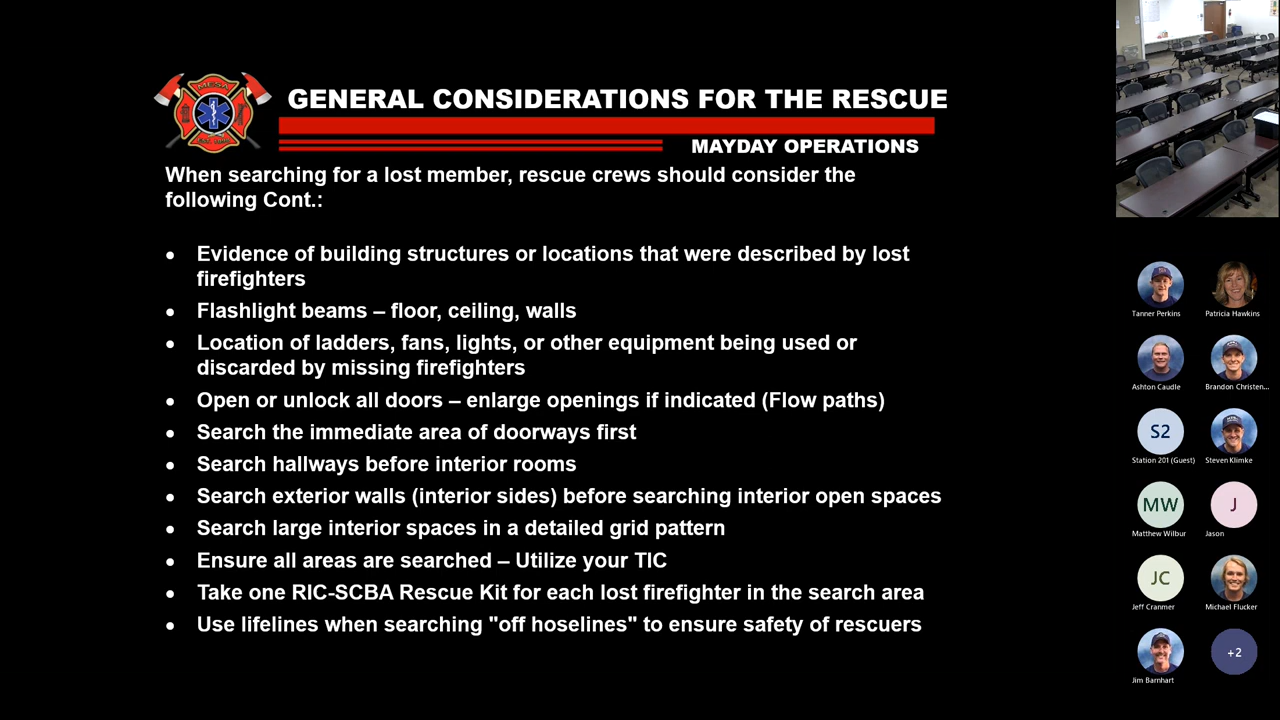 MESA
GENERAL CONSIDERATIONS FOR THE RESCUE
MAYDAY OPERATIONS
When searching for a lost member, rescue crews should consider the
following Cont.:
• Evidence of building structures or locations that were described by lost
firefighters
• Flashlight beams – floor, ceiling, walls
• Location of ladders, fans, lights, or other equipment being used or
discarded by missing firefighters
• Open or unlock all doors – enlarge openings if indicated (Flow paths)
• Search the immediate area of doorways first
• Search hallways before interior rooms
• Search exterior walls (interior sides) before searching interior open spaces
• Search large interior spaces in a detailed grid pattern
• Ensure all areas are searched – Utilize your TIC
• Take one RIC-SCBA Rescue Kit for each lost firefighter in the search area
• Use lifelines when searching "off hoselines" to ensure safety of rescuers
Tanner Perkins
Patricia Hawkins
Ashton Caudle
Brandon Christen...
S2
Station 201 (Guest)
Steven Klimke
MW
Matthew Wilbur
J
Jason
JC
Jeff Cranmer
Michael Flucker
Jim Barnhart
+2